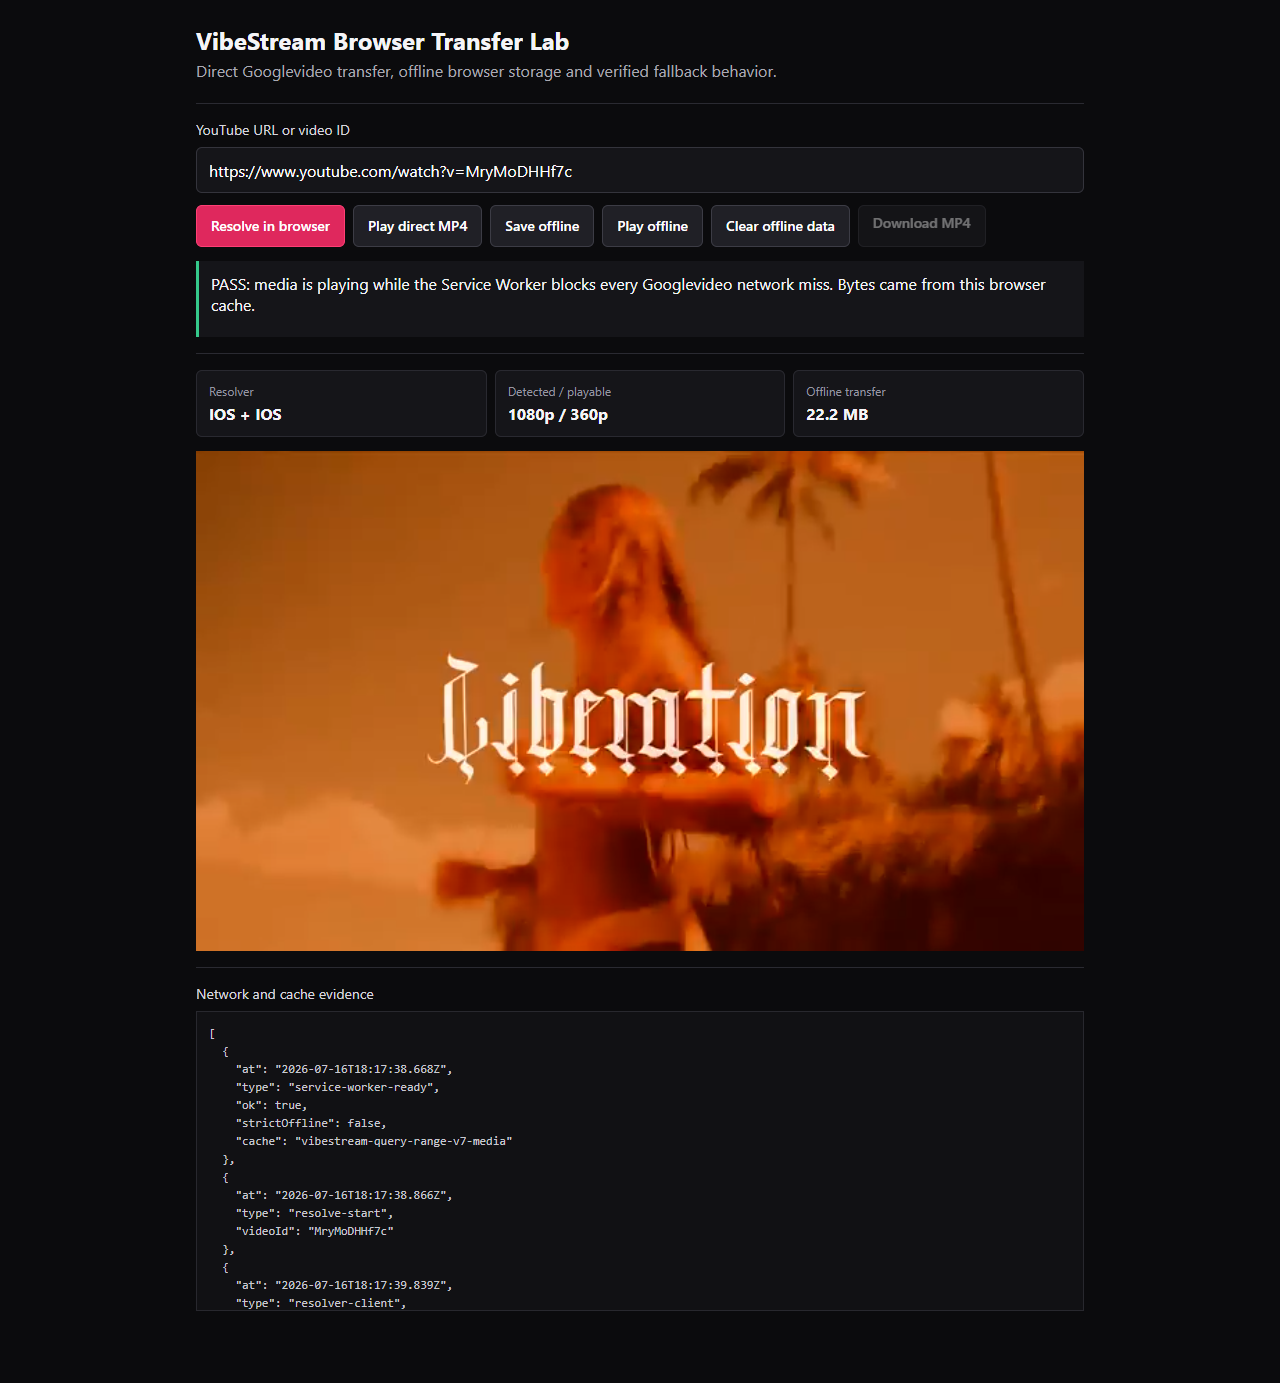 VibeStream Browser Transfer Lab
Direct Googlevideo transfer, offline browser storage and verified fallback behavior.
YouTube URL or video ID
https://www.youtube.com/watch?v=MryMoDHHf7c
Resolve in browser
Play direct MP4
Save offline
Play offline
Clear offline data
Download MP4
PASS: media is playing while the Service Worker blocks every Googlevideo network miss. Bytes came from this browser
cache.
Resolver
IOS + IOS
Detected / playable
1080p / 360p
Offline transfer
22.2 MB
Liberation
Network and cache evidence
[
{
"at": "2026-07-16T18:17:38.668Z",
"type": "service-worker-ready",
"ok": true,
"strictOffline": false,
"cache": "vibestream-query-range-v7-media"
},
{
"at": "2026-07-16T18:17:38.866Z",
"type": "resolve-start",
"videoId": "MryMoDHHf7c"
},
{
"at": "2026-07-16T18:17:39.839Z",
"type": "resolver-client",